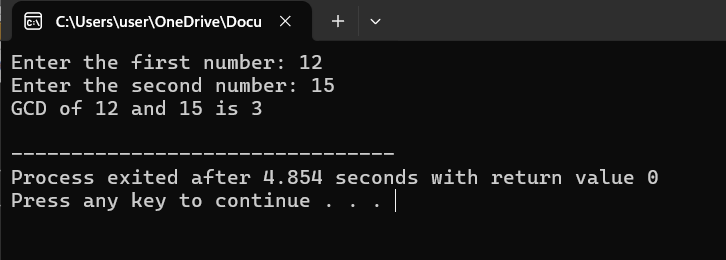 C:\Users\user\OneDrive\Docu
Enter the first number: 12
Enter the second number: 15
GCD of 12 and 15 is 3
--------------------------------
Process exited after 4.854 seconds with return value 0
Press any key to continue . . .